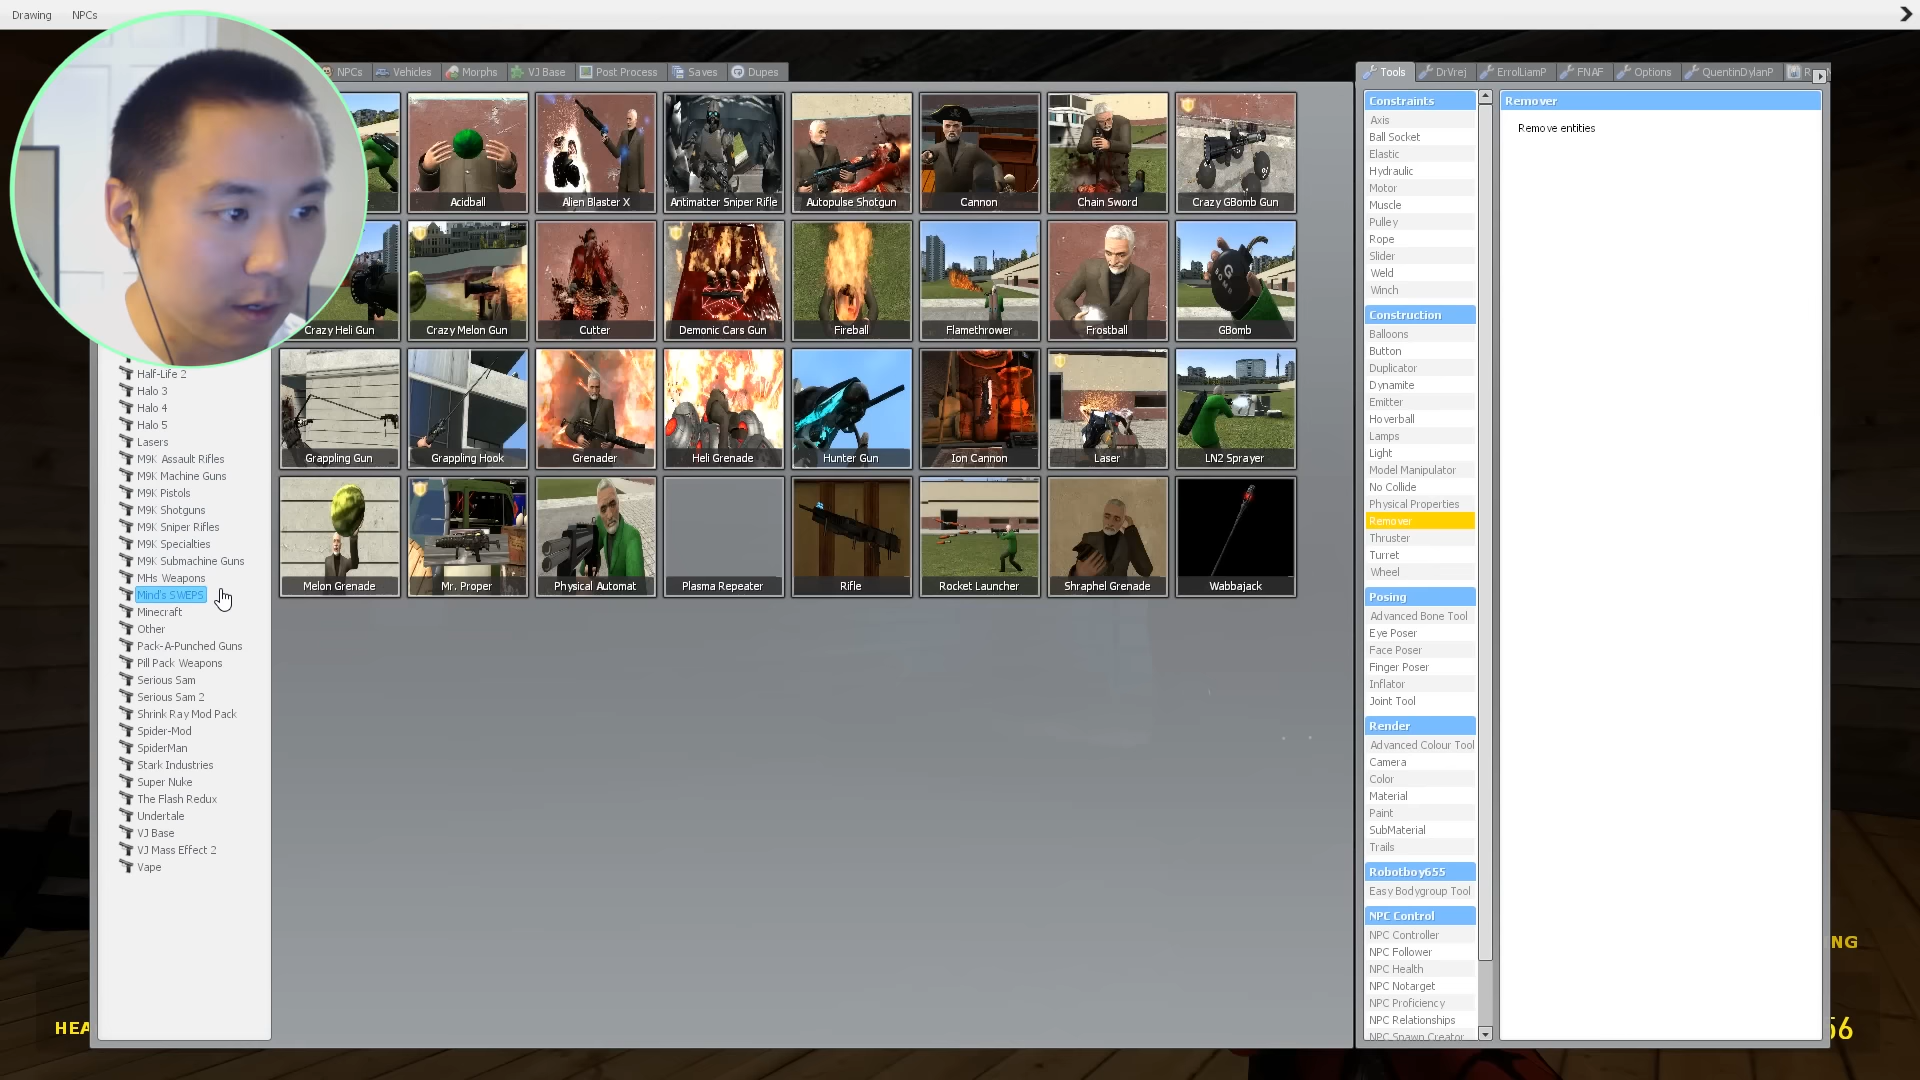 Drawing NPCs
NPCs Vehicles Morphs VJ Base Post Process Saves Dupes
Tools DrVrej ErrolLiamP FNAF Options QuentinDylanP
Acidball Alien Blaster X Antimatter Sniper Rifle Autopulse Shotgun Cannon Chain Sword Crazy GBomb Gun
Crazy Heli Gun Crazy Melon Gun Cutter Demonic Cars Gun Fireball Flamethrower Frostball GBomb
Grappling Gun Grappling Hook Grenader Heli Grenade Hunter Gun Ion Cannon Laser LN2 Sprayer
Melon Grenade Mr. Proper Physical Automat Plasma Repeater Rifle Rocket Launcher Shraphel Grenade Wabbajack
Half-Life 2
Halo 3
Halo 4
Halo 5
Lasers
M9K Assault Rifles
M9K Machine Guns
M9K Pistols
M9K Shotguns
M9K Sniper Rifles
M9K Specialties
M9K Submachine Guns
MHs Weapons
Mind's SWEPS
Minecraft
Other
Pack-A-Punched Guns
Pill Pack Weapons
Serious Sam
Serious Sam 2
Shrink Ray Mod Pack
Spider-Mod
SpiderMan
Stark Industries
Super Nuke
The Flash Redux
Undertale
VJ Base
VJ Mass Effect 2
Vape
Constraints
Axis
Ball Socket
Elastic
Hydraulic
Motor
Muscle
Pulley
Rope
Slider
Weld
Winch
Construction
Balloons
Button
Duplicator
Dynamite
Emitter
Hoverball
Lamps
Light
Model Manipulator
No Collide
Physical Properties
Remover
Thruster
Turret
Wheel
Posing
Advanced Bone Tool
Eye Poser
Face Poser
Finger Poser
Inflator
Joint Tool
Render
Advanced Colour Tool
Camera
Color
Material
Paint
SubMaterial
Trails
Robotboy655
Easy Bodygroup Tool
NPC Control
NPC Controller
NPC Follower
NPC Health
NPC Notarget
NPC Proficiency
NPC Relationships
NPC Spawn Creator
Remover
Remove entities
HEA
NG
56